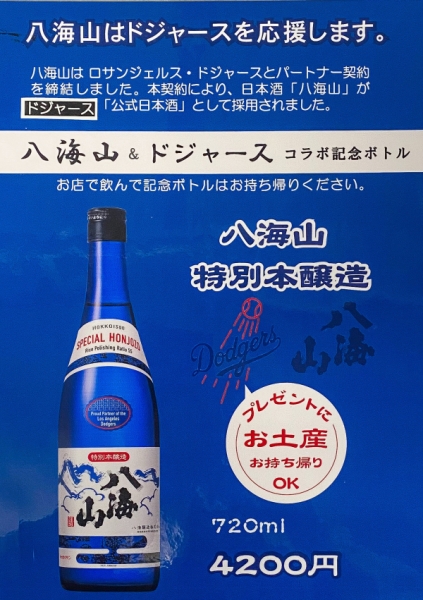 八海山はドジャースを応援します。
八海山は ロサンジェルス・ドジャースとパートナー契約
を締結しました。本契約により、日本酒「八海山」が
ドジャース 「公式日本酒」として採用されました。
八海山 & ドジャース コラボ記念ボトル
お店で飲んで記念ボトルはお持ち帰りください。
八海山
特別本醸造
Dodgers
八海山
プレゼントに
お土産
お持ち帰り
OK
HAKKAISAN
SPECIAL HONJOZO
Rice Polishing Ratio 55
Proud Partner of the
Los Angeles
Dodgers
特別本醸造
八海山
720ml
4200円